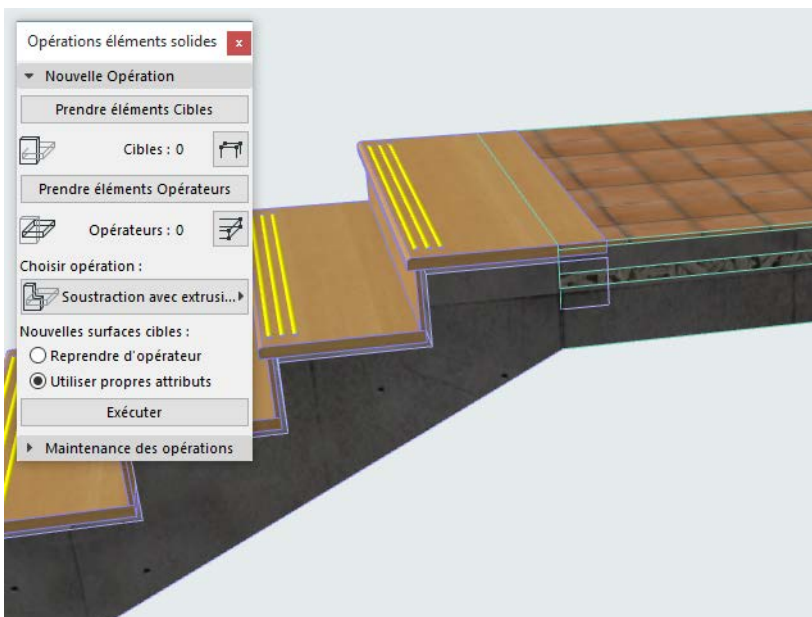 Opérations éléments solides
x
Nouvelle Opération
Prendre éléments Cibles
Cibles : 0
Prendre éléments Opérateurs
Opérateurs : 0
Choisir opération :
Soustraction avec extrusi...
Nouvelles surfaces cibles :
Reprendre d'opérateur
Utiliser propres attributs
Exécuter
Maintenance des opérations